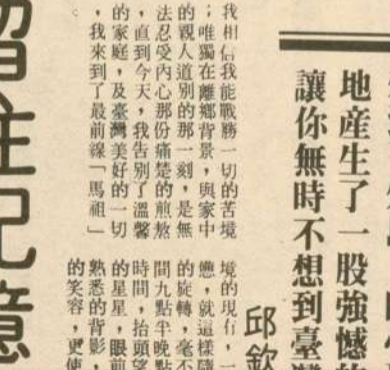 地產生了一股強憾的
讓你無時不想到臺灣
邱欽
我相信我能戰勝一切的苦境
；唯獨在離鄉背景，與家中
的親人道別的那一刻，是無
法忍受內心那份痛楚的煎熬
，直到今天，我告別了溫馨
的家庭，及臺灣美好的一切
，我來到了最前線「馬祖」
。
境的現有，一
戀，就這樣隨
的旋轉，毫不
間九點半晚點
時間，抬頭望
的星星，眼前
熟悉的背影，
的笑容，更使
留住記憶